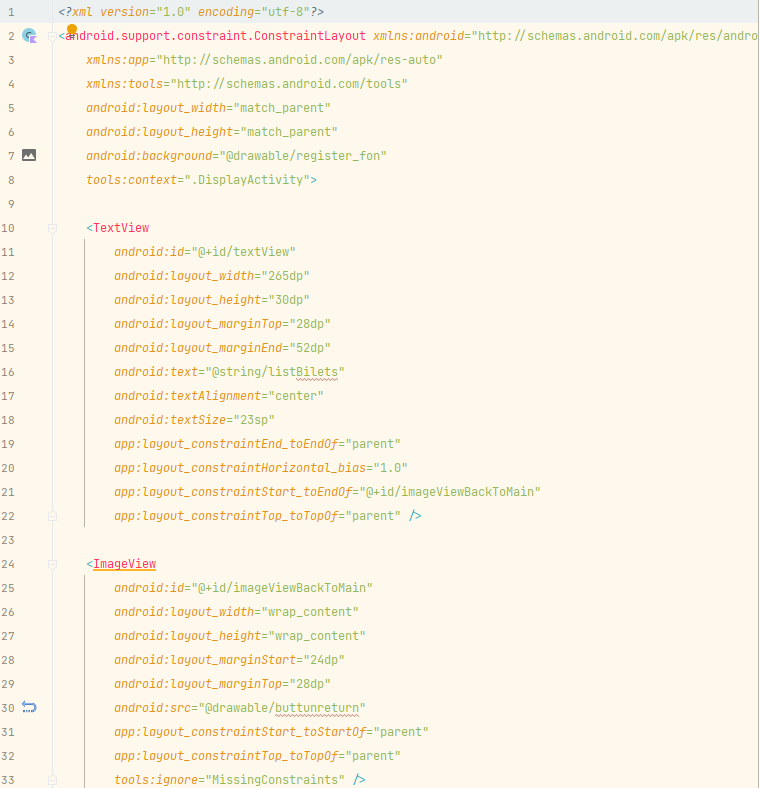 1 <?xml version="1.0" encoding="utf-8"?>
2 <android.support.constraint.ConstraintLayout xmlns:android="http://schemas.android.com/apk/res/andro
3 xmlns:app="http://schemas.android.com/apk/res-auto"
4 xmlns:tools="http://schemas.android.com/tools"
5 android:layout_width="match_parent"
6 android:layout_height="match_parent"
7 android:background="@drawable/register_fon"
8 tools:context=".DisplayActivity">
9
10 <TextView
11 android:id="@+id/textView"
12 android:layout_width="265dp"
13 android:layout_height="30dp"
14 android:layout_marginTop="28dp"
15 android:layout_marginEnd="52dp"
16 android:text="@string/listBilets"
17 android:textAlignment="center"
18 android:textSize="23sp"
19 app:layout_constraintEnd_toEndOf="parent"
20 app:layout_constraintHorizontal_bias="1.0"
21 app:layout_constraintStart_toEndOf="@+id/imageViewBackToMain"
22 app:layout_constraintTop_toTopOf="parent" />
23
24 <ImageView
25 android:id="@+id/imageViewBackToMain"
26 android:layout_width="wrap_content"
27 android:layout_height="wrap_content"
28 android:layout_marginStart="24dp"
29 android:layout_marginTop="28dp"
30 android:src="@drawable/buttunreturn"
31 app:layout_constraintStart_toStartOf="parent"
32 app:layout_constraintTop_toTopOf="parent"
33 tools:ignore="MissingConstraints" />